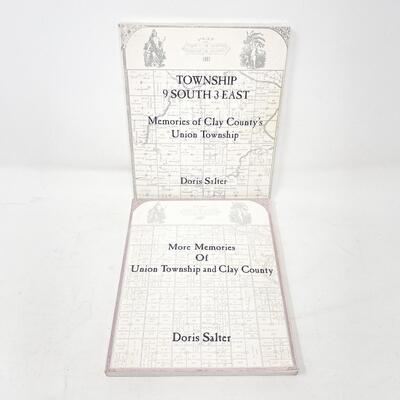 1887
TOWNSHIP
9 SOUTH 3 EAST
Memories of Clay County's
Union Township
Doris Salter
More Memories
Of
Union Township and Clay County
Doris Salter